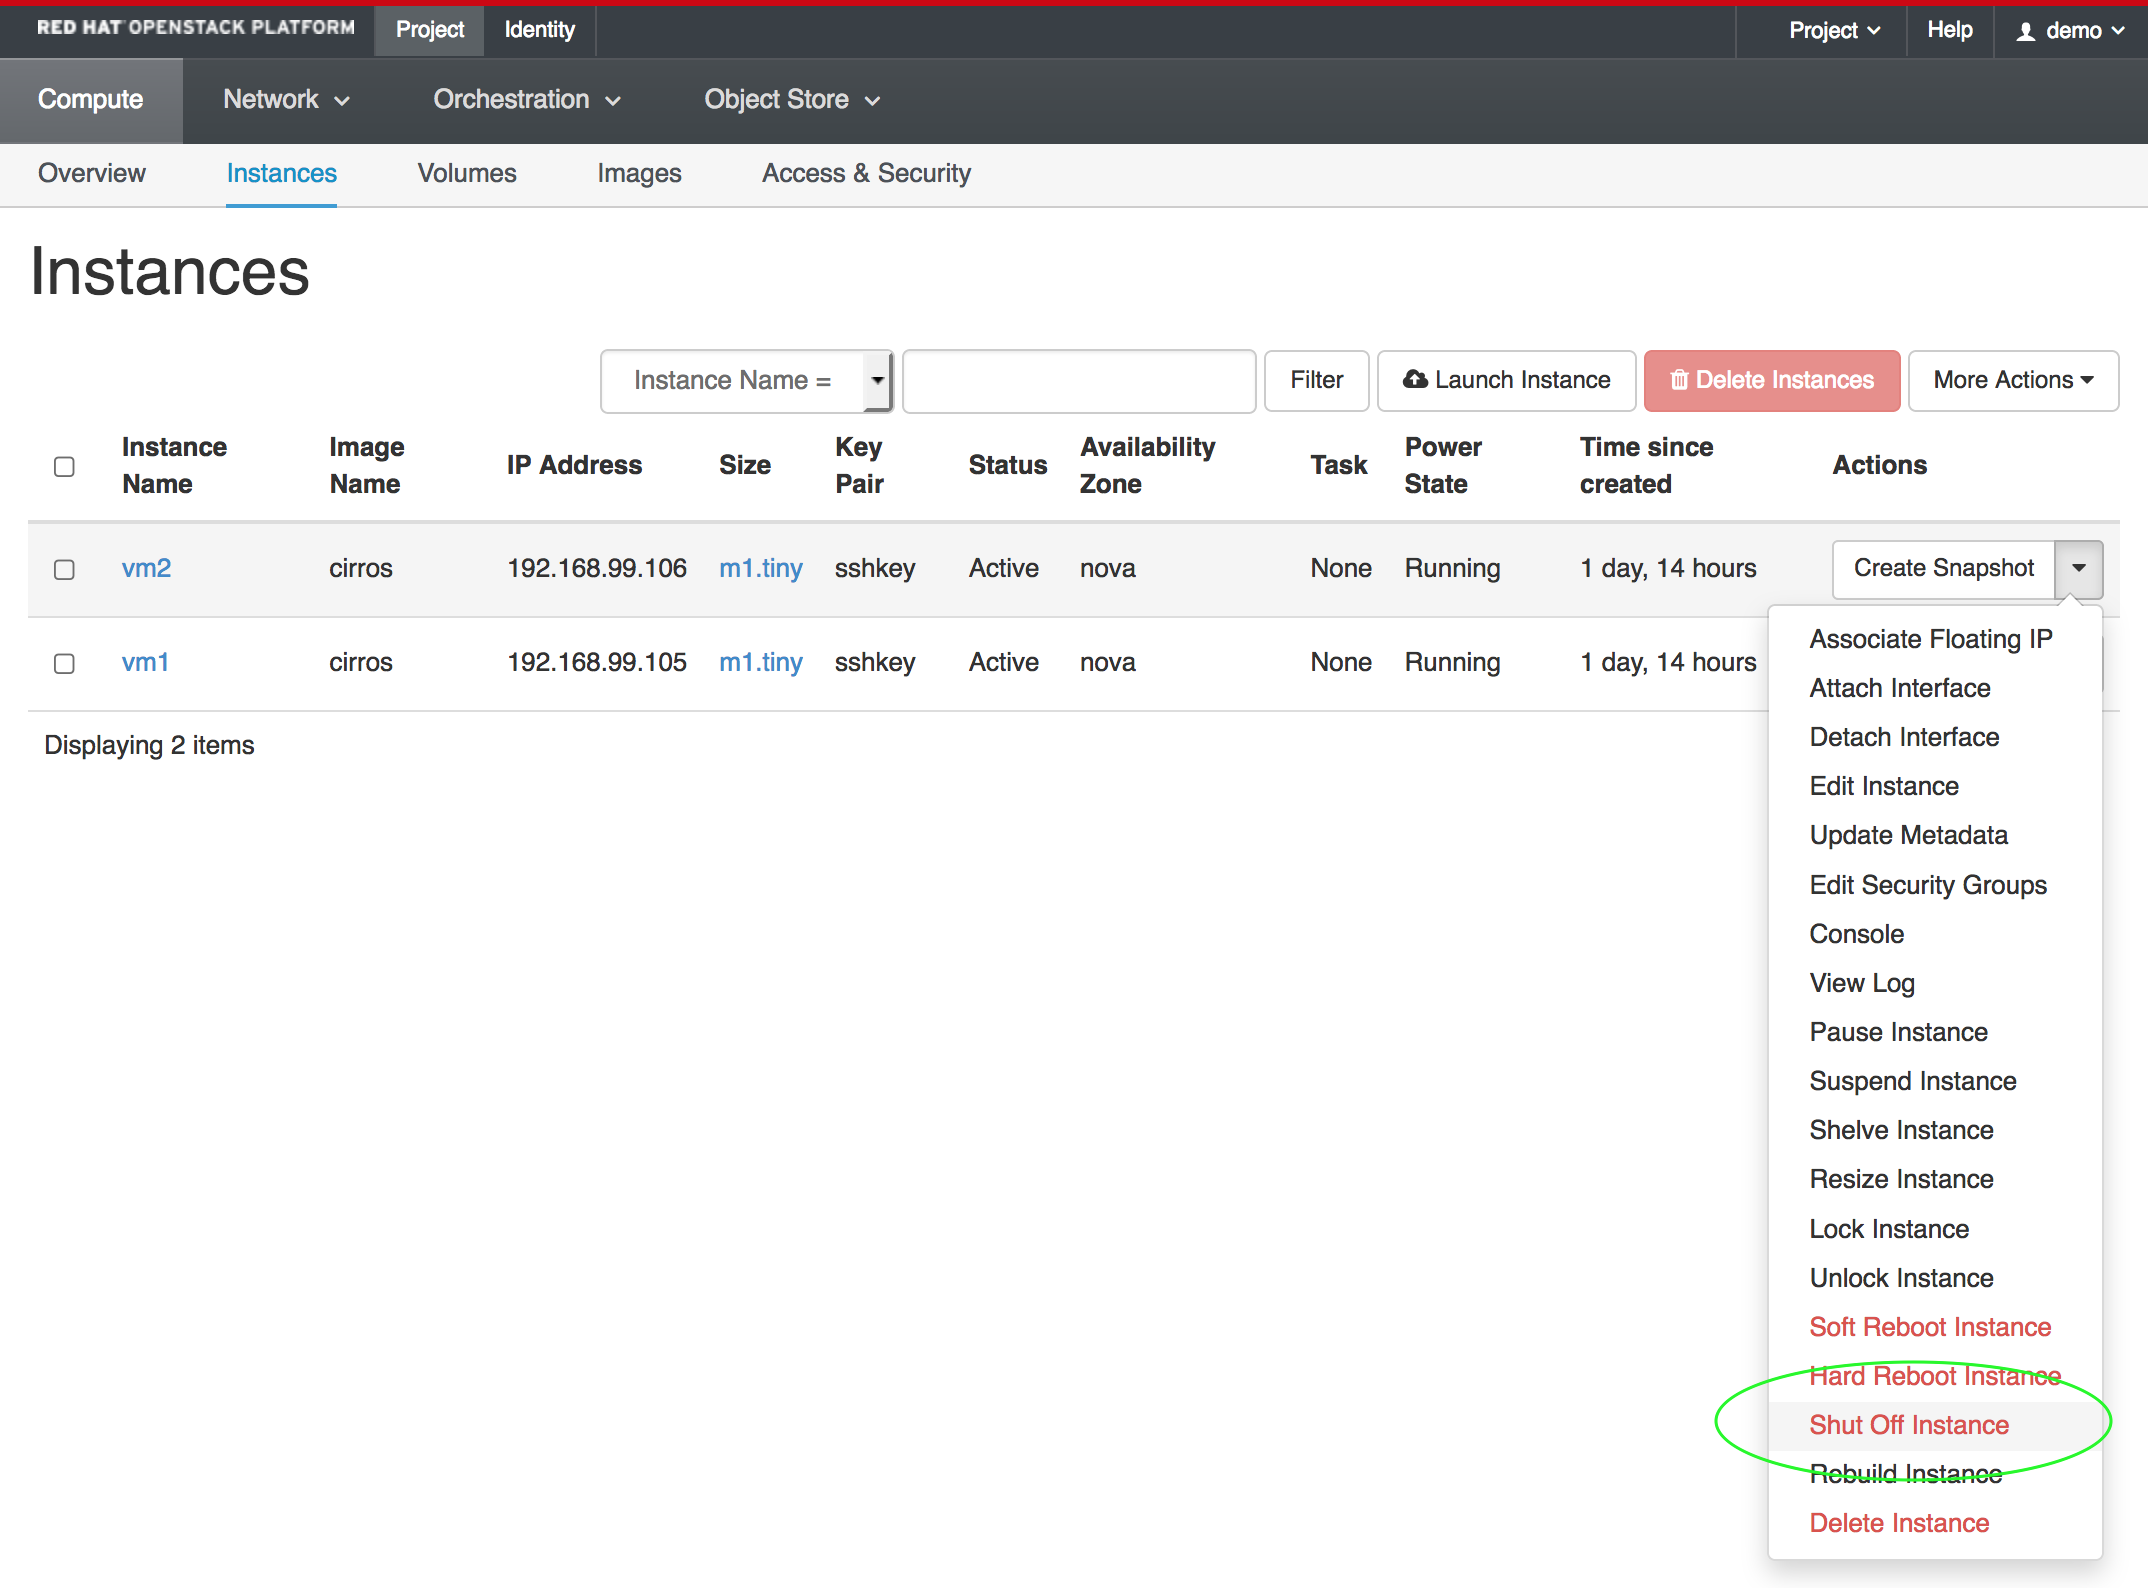 RED HAT OPENSTACK PLATFORM Project Identity Project Help demo
Compute Network Orchestration Object Store
Overview Instances Volumes Images Access & Security
Instances
Instance Name = Filter Launch Instance Delete Instances More Actions
Instance Name Image Name IP Address Size Key Pair Status Availability Zone Task Power State Time since created Actions
vm2 cirros 192.168.99.106 m1.tiny sshkey Active nova None Running 1 day, 14 hours Create Snapshot
vm1 cirros 192.168.99.105 m1.tiny sshkey Active nova None Running 1 day, 14 hours
Displaying 2 items
Associate Floating IP
Attach Interface
Detach Interface
Edit Instance
Update Metadata
Edit Security Groups
Console
View Log
Pause Instance
Suspend Instance
Shelve Instance
Resize Instance
Lock Instance
Unlock Instance
Soft Reboot Instance
Hard Reboot Instance
Shut Off Instance
Rebuild Instance
Delete Instance